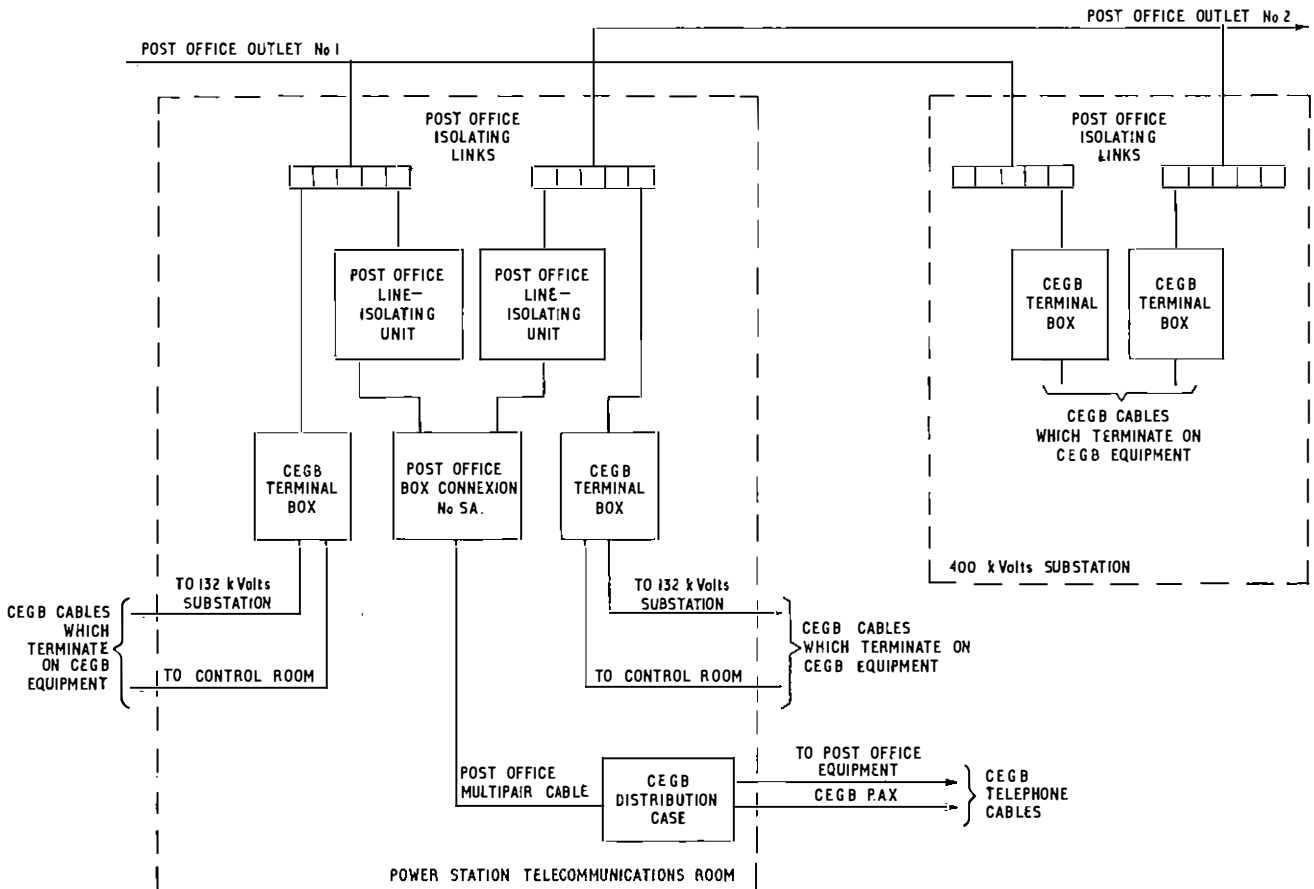 POST OFFICE OUTLET No 2
POST OFFICE OUTLET No 1
POST OFFICE
ISOLATING
LINKS
POST OFFICE
ISOLATING
LINKS
POST OFFICE
LINE-
ISOLATING
UNIT
POST OFFICE
LINE-
ISOLATING
UNIT
CEGB
TERMINAL
BOX
CEGB
TERMINAL
BOX
CEGB CABLES
WHICH TERMINATE ON
CEGB EQUIPMENT
CEGB
TERMINAL
BOX
POST OFFICE
BOX CONNEXION
No SA.
CEGB
TERMINAL
BOX
400 kVolts SUBSTATION
TO 132 kVolts
SUBSTATION
TO 132 kVolts
SUBSTATION
CEGB CABLES
WHICH
TERMINATE
ON CEGB
EQUIPMENT
CEGB CABLES
WHICH TERMINATE ON
CEGB EQUIPMENT
TO CONTROL ROOM
TO CONTROL ROOM
POST OFFICE
MULTIPAIR CABLE
CEGB
DISTRIBUTION
CASE
TO POST OFFICE
EQUIPMENT
CEGB P.A.X
CEGB
TELEPHONE
CABLES
POWER STATION TELECOMMUNICATIONS ROOM